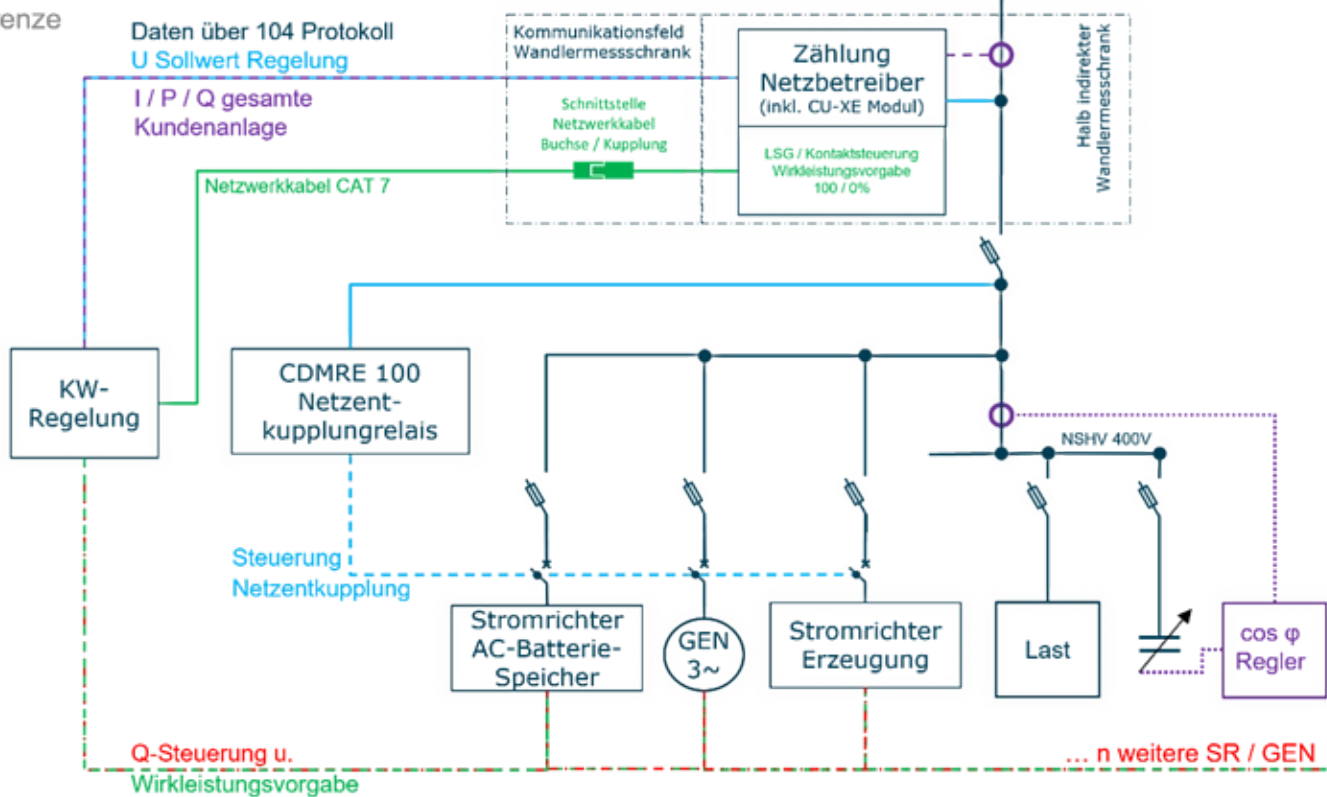 enze
Daten über 104 Protokoll
U Sollwert Regelung
I / P / Q gesamte
Kundenanlage
Kommunikationsfeld
Wandlermessschrank
Zählung
Netzbetreiber
(inkl. CU-XE Modul)
Halb indirekter
Wandlermesschrank
Schnittstelle
Netzwerkkabel
Buchse / Kupplung
LSG / Kontaktsteuerung
Wirkleistungsvorgabe
100 / 0%
Netzwerkkabel CAT 7
KW-
Regelung
CDMRE 100
Netzent-
kupplungrelais
NSHV 400V
Steuerung
Netzentkupplung
Stromrichter
AC-Batterie-
Speicher
GEN
3~
Stromrichter
Erzeugung
Last
cos φ
Regler
Q-Steuerung u.
Wirkleistungsvorgabe
... n weitere SR / GEN